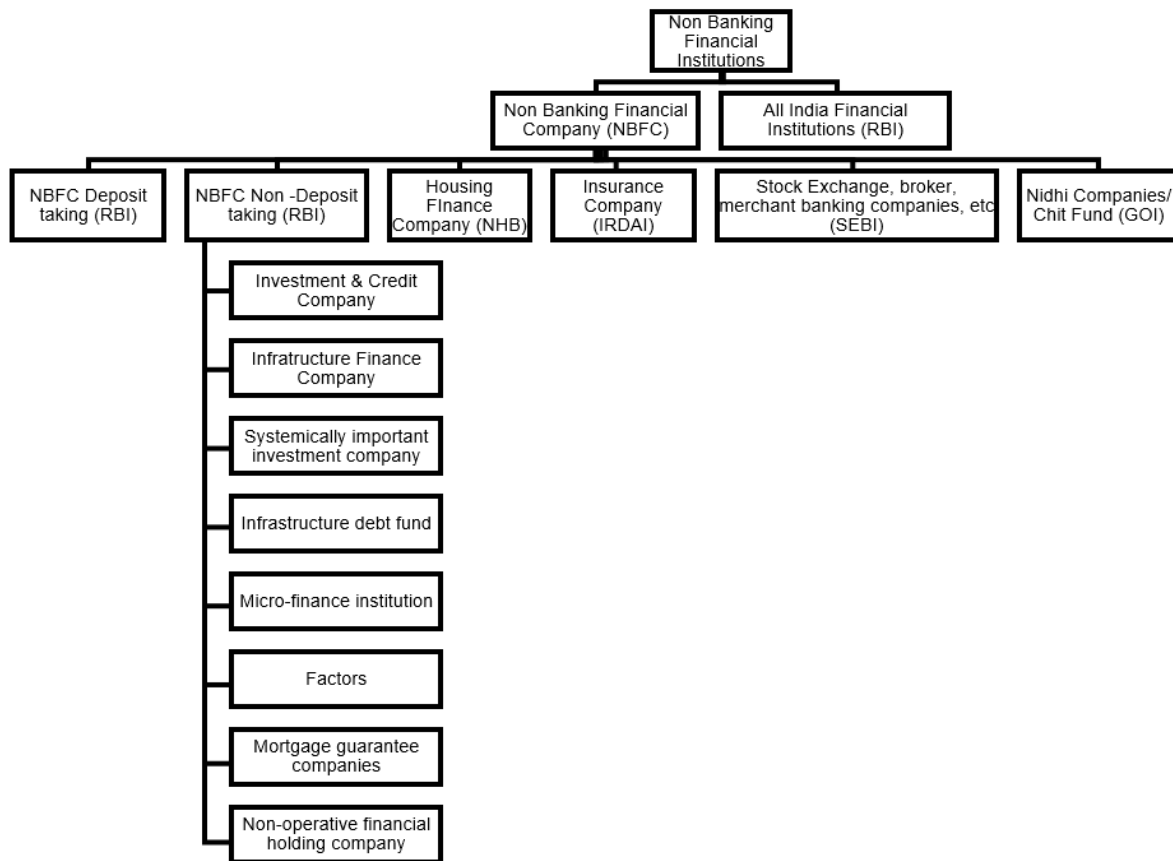 Non Banking
Financial
Institutions
Non Banking Financial
Company (NBFC)
All India Financial
Institutions (RBI)
NBFC Deposit
taking (RBI)
NBFC Non -Deposit
taking (RBI)
Housing
FInance
Company (NHB)
Insurance
Company
(IRDAI)
Stock Exchange, broker,
merchant banking companies, etc
(SEBI)
Nidhi Companies/
Chit Fund (GOI)
Investment & Credit
Company
Infratructure Finance
Company
Systemically important
investment company
Infrastructure debt fund
Micro-finance institution
Factors
Mortgage guarantee
companies
Non-operative financial
holding company